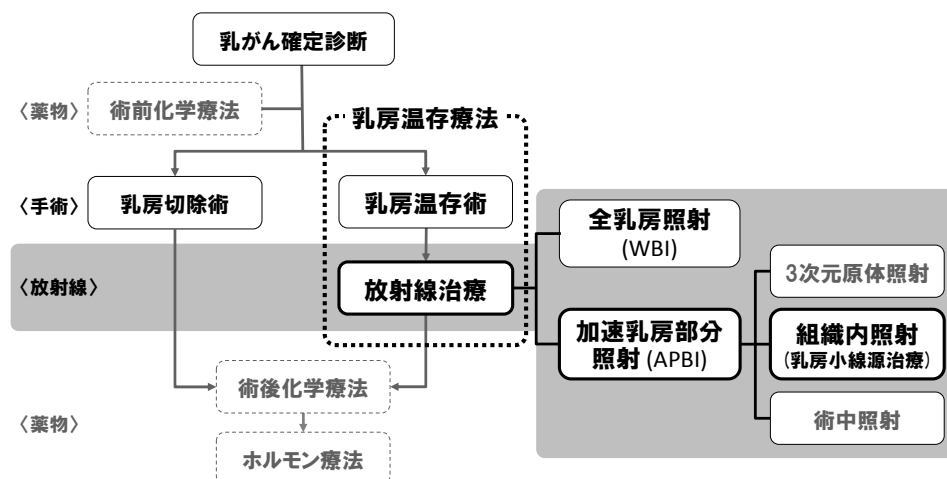 乳がん確定診断
〈薬物〉
術前化学療法
乳房温存療法
〈手術〉
乳房切除術
乳房温存術
全乳房照射
(WBI)
〈放射線〉
放射線治療
3次元原体照射
加速乳房部分
照射(APBI)
組織内照射
(乳房小線源治療)
術後化学療法
術中照射
〈薬物〉
ホルモン療法